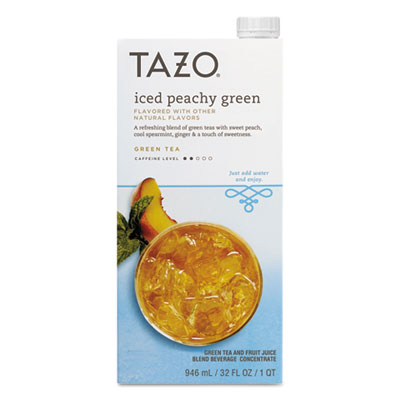 TAZO®
iced peachy green
FLAVORED WITH OTHER
NATURAL FLAVORS
A refreshing blend of green teas with sweet peach,
cool spearmint, ginger & a touch of sweetness.
GREEN TEA
CAFFEINE LEVEL
Just add water
and enjoy.
GREEN TEA AND FRUIT JUICE
BLEND BEVERAGE CONCENTRATE
946 mL / 32 FL OZ / 1 QT